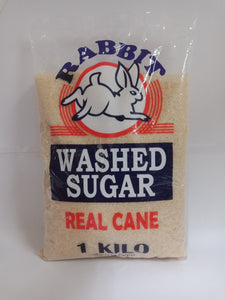 RABBIT
WASHED
SUGAR
REAL CANE
1 KILO